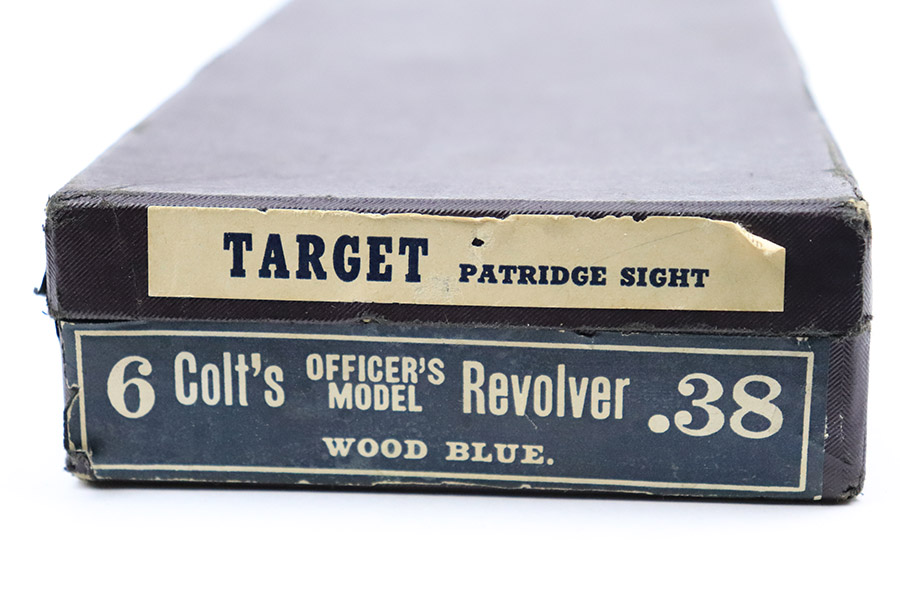 TARGET PATRIDGE SIGHT
6 Colt's OFFICER'S MODEL Revolver .38
WOOD BLUE.